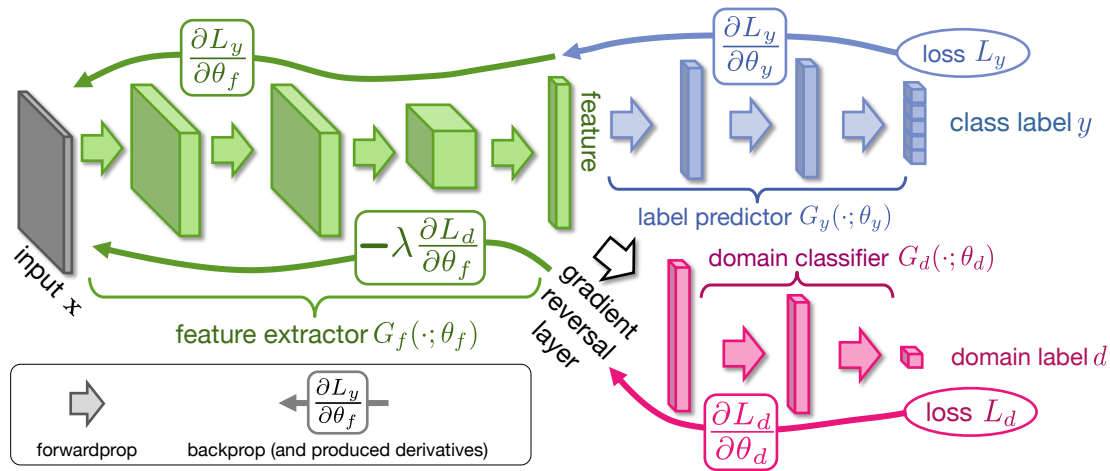 ∂L_y/∂θ_f
∂L_y/∂θ_y
loss L_y
feature
class label y
label predictor G_y(·; θ_y)
input x
−λ ∂L_d/∂θ_f
feature extractor G_f(·; θ_f)
gradient
reversal
layer
domain classifier G_d(·; θ_d)
domain label d
∂L_d/∂θ_d
loss L_d
∂L_y/∂θ_f
forwardprop
backprop (and produced derivatives)